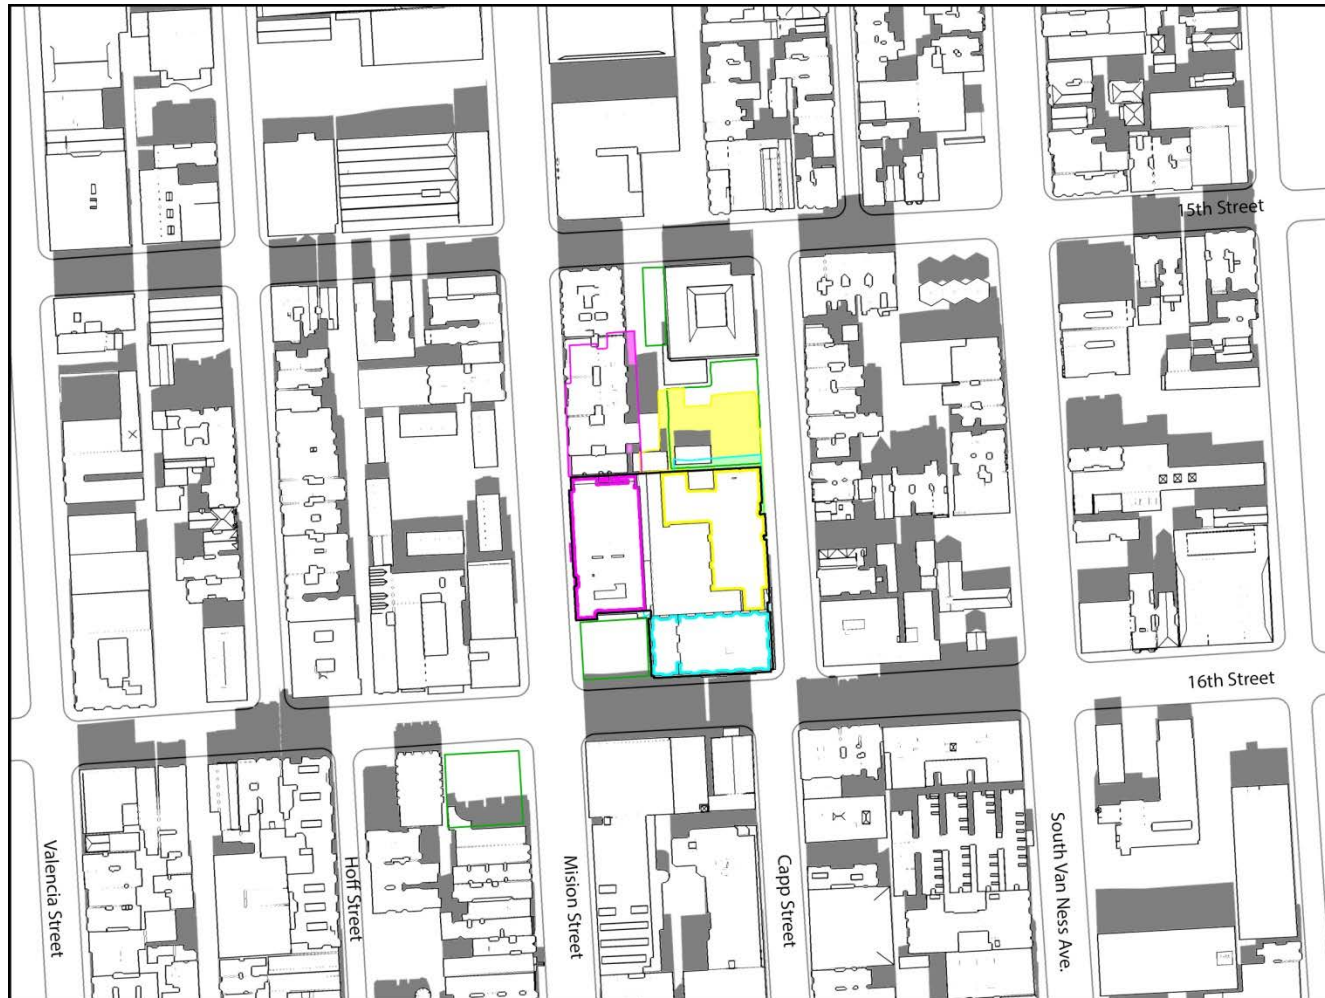 15th Street
16th Street
Valencia Street
Hoff Street
Mision Street
Capp Street
South Van Ness Ave.